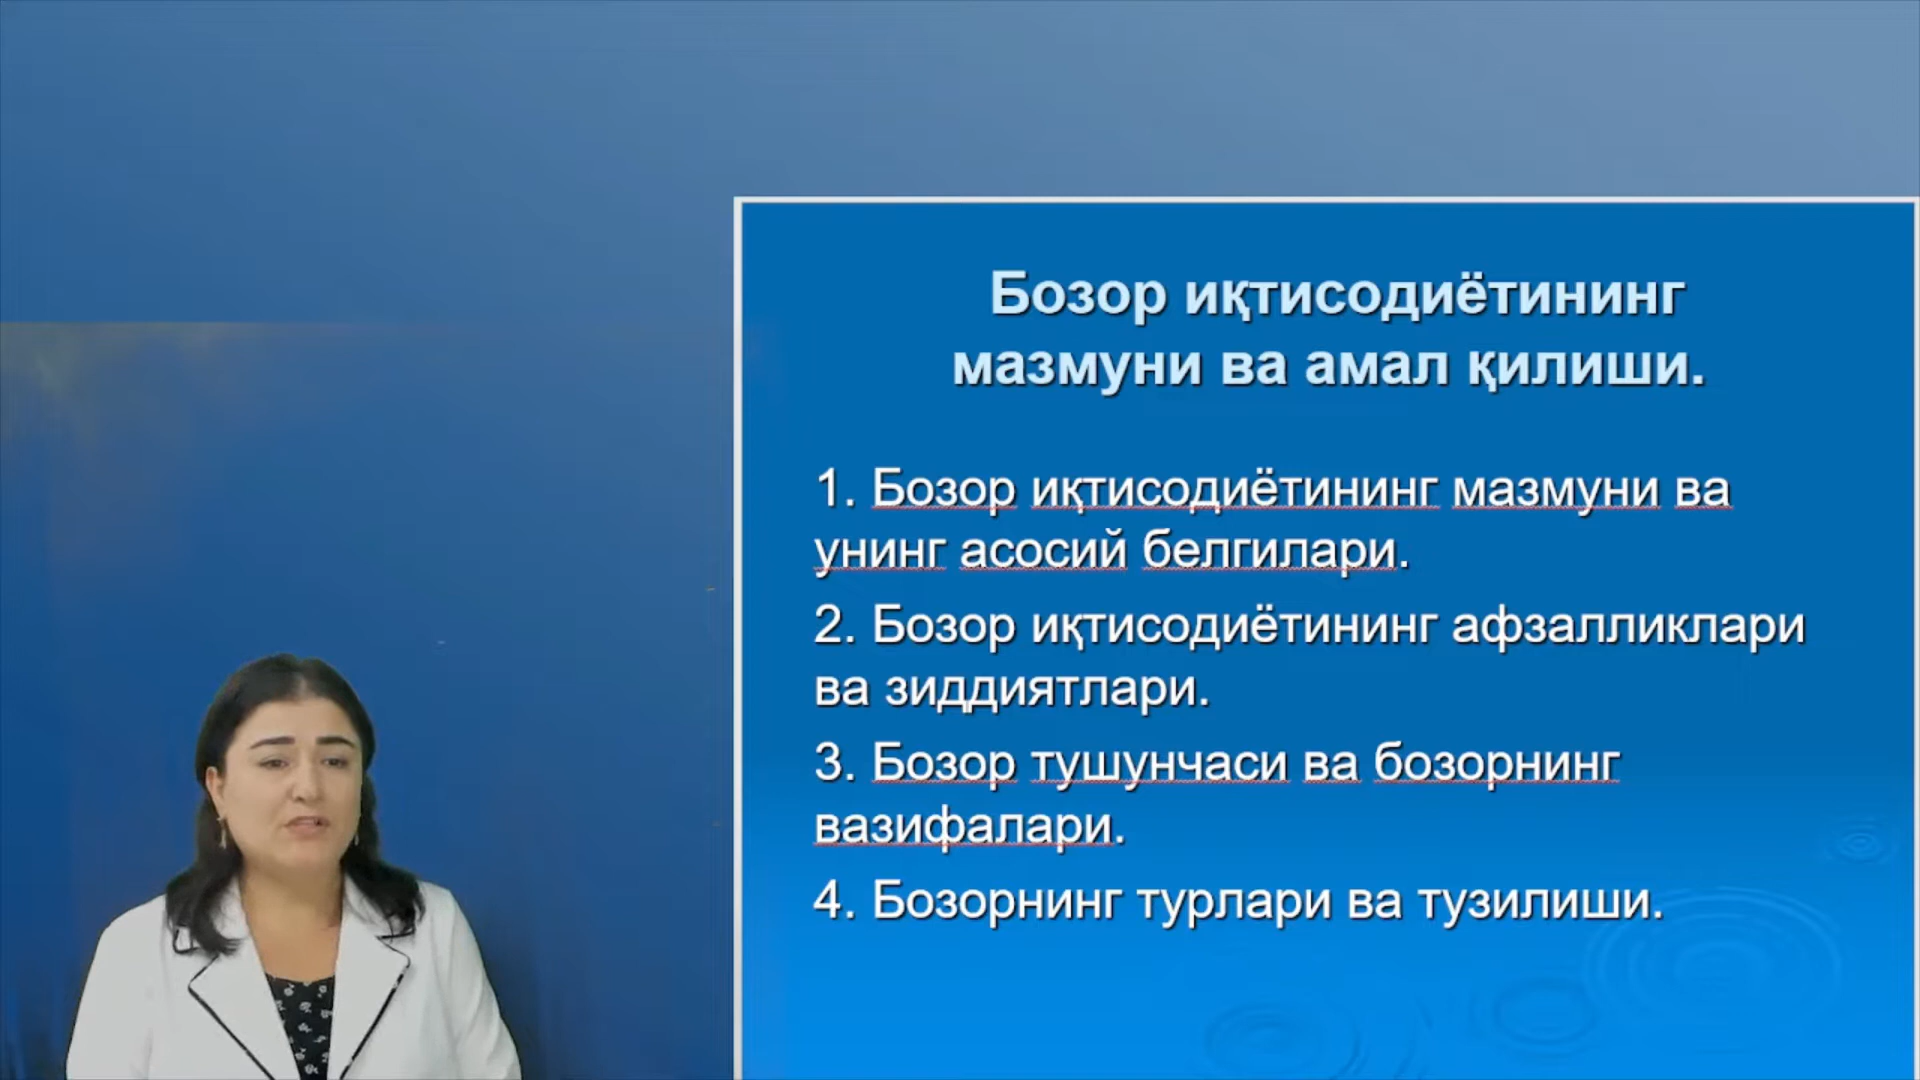 Бозор иқтисодиётининг
мазмуни ва амал қилиши.
1. Бозор иқтисодиётининг мазмуни ва
унинг асосий белгилари.
2. Бозор иқтисодиётининг афзалликлари
ва зиддиятлари.
3. Бозор тушунчаси ва бозорнинг
вазифалари.
4. Бозорнинг турлари ва тузилиши.